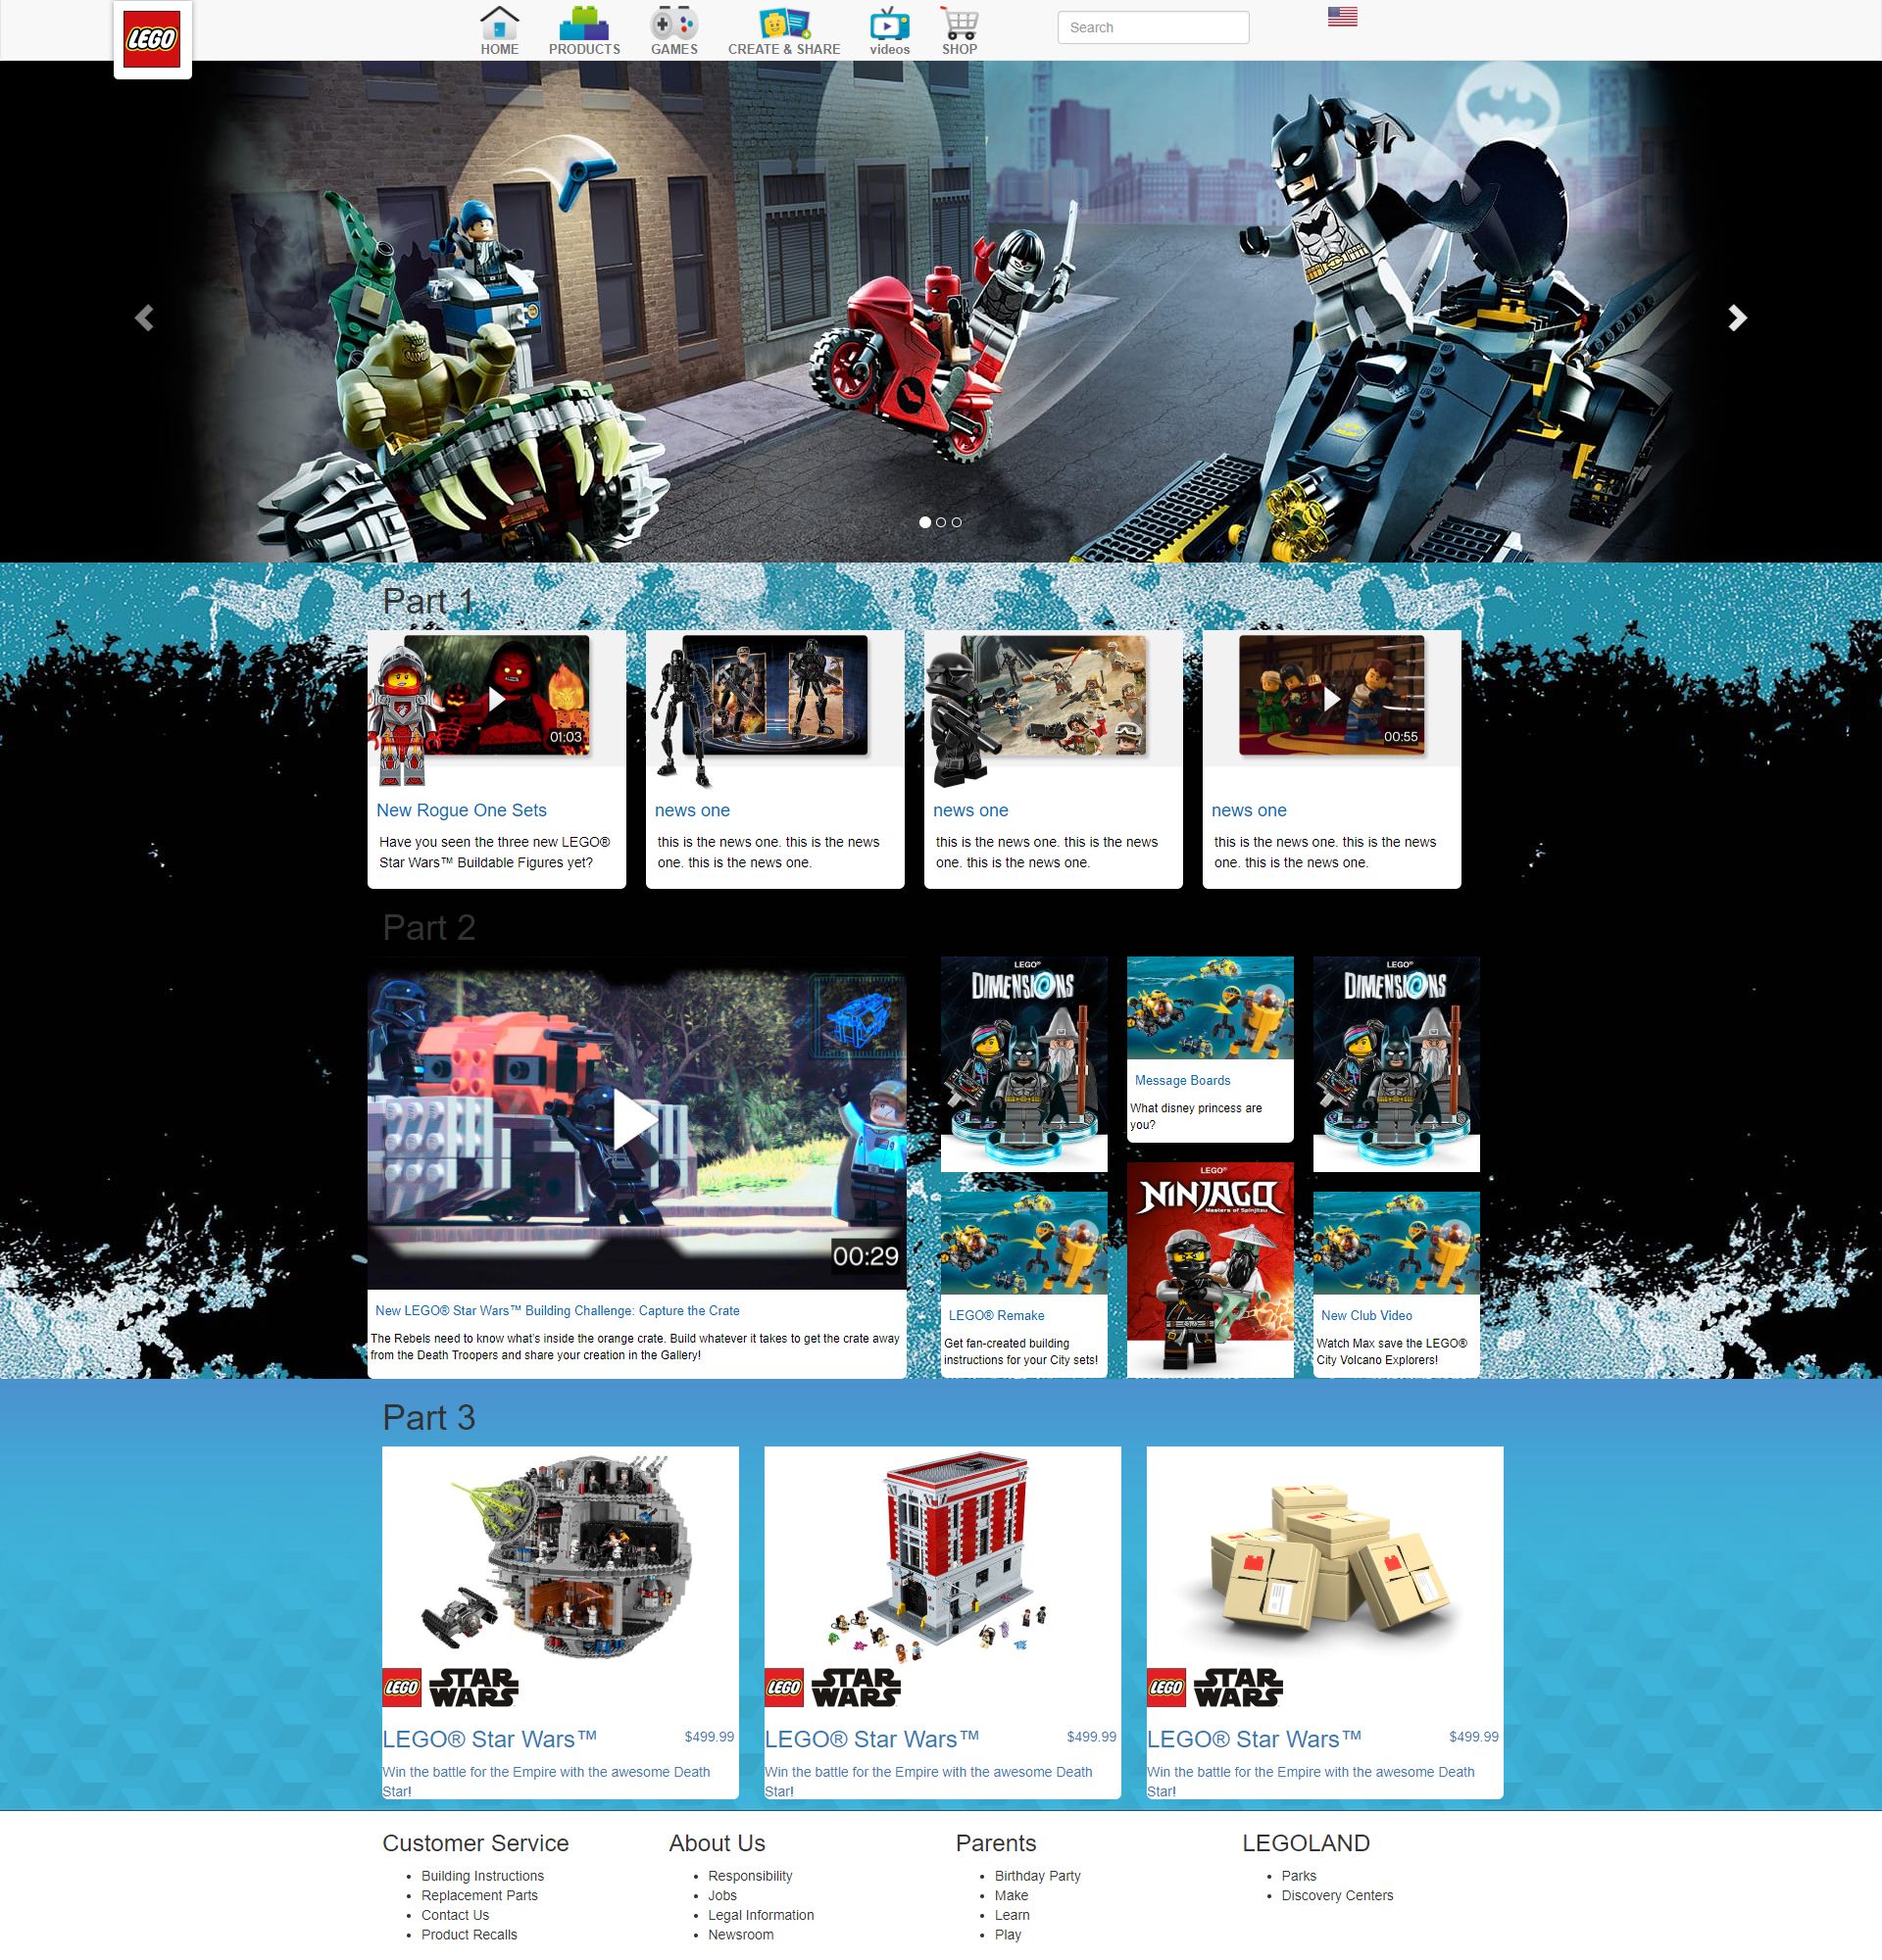 LEGO
HOME
PRODUCTS
GAMES
CREATE & SHARE
videos
SHOP
Search
Part 1
01:03
00:55
New Rogue One Sets
Have you seen the three new LEGO®
Star Wars™ Buildable Figures yet?
news one
this is the news one. this is the news
one. this is the news one.
news one
this is the news one. this is the news
one. this is the news one.
news one
this is the news one. this is the news
one. this is the news one.
Part 2
00:29
New LEGO® Star Wars™ Building Challenge: Capture the Crate
The Rebels need to know what's inside the orange crate. Build whatever it takes to get the crate away
from the Death Troopers and share your creation in the Gallery!
LEGO®
DIMENSIONS
LEGO® Remake
Get fan-created building
instructions for your City sets!
Message Boards
What disney princess are
you?
LEGO®
NINJAGO
Masters of Spinjitzu
LEGO®
DIMENSIONS
New Club Video
Watch Max save the LEGO®
City Volcano Explorers!
Part 3
LEGO STAR WARS
LEGO® Star Wars™ $499.99
Win the battle for the Empire with the awesome Death
Star!
LEGO STAR WARS
LEGO® Star Wars™ $499.99
Win the battle for the Empire with the awesome Death
Star!
LEGO STAR WARS
LEGO® Star Wars™ $499.99
Win the battle for the Empire with the awesome Death
Star!
Customer Service
Building Instructions
Replacement Parts
Contact Us
Product Recalls
About Us
Responsibility
Jobs
Legal Information
Newsroom
Parents
Birthday Party
Make
Learn
Play
LEGOLAND
Parks
Discovery Centers